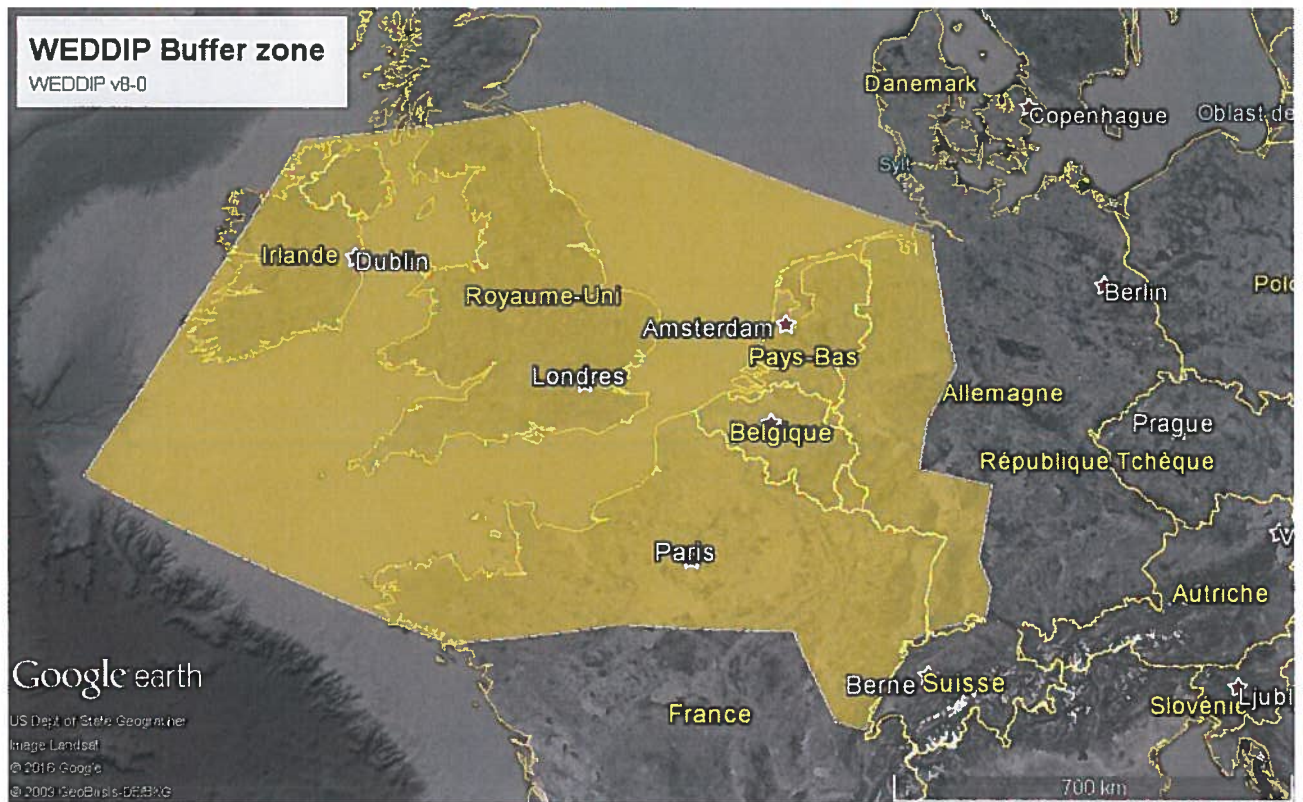 WEDDIP Buffer zone
WEDDIP v8-0
Danemark
Copenhague
Oblast de
Sylt
Irlande
Dublin
Royaume-Uni
Berlin
Amsterdam
Pays-Bas
Londres
Allemagne
Belgique
Prague
République Tchèque
Paris
Autriche
Google earth
Berne
Suisse
Slovénie
Ljubl
France
US Dept of State Geographer
Image Landsat
© 2016 Google
© 2009 GeoBasis-DE/BKG
700 km